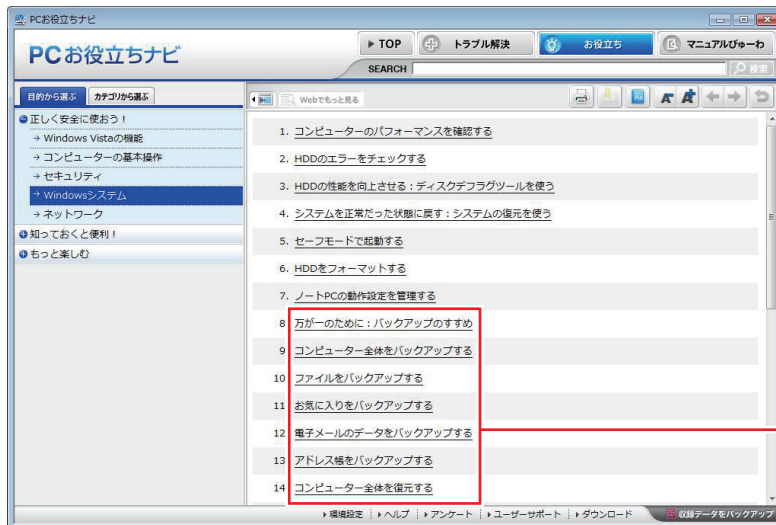 PCお役立ちナビ
PCお役立ちナビ
TOP
トラブル解決
お役立ち
マニュアルびゅーわ
SEARCH
検索
目的から選ぶ
カテゴリから選ぶ
Webでもっと見る
正しく安全に使おう！
→ Windows Vistaの機能
→ コンピューターの基本操作
→ セキュリティ
→ Windowsシステム
→ ネットワーク
知っておくと便利！
もっと楽しむ
1. コンピューターのパフォーマンスを確認する
2. HDDのエラーをチェックする
3. HDDの性能を向上させる：ディスクデフラグツールを使う
4. システムを正常だった状態に戻す：システムの復元を使う
5. セーフモードで起動する
6. HDDをフォーマットする
7. ノートPCの動作設定を管理する
8 万が一のために：バックアップのすすめ
9 コンピューター全体をバックアップする
10 ファイルをバックアップする
11 お気に入りをバックアップする
12 電子メールのデータをバックアップする
13 アドレス帳をバックアップする
14 コンピューター全体を復元する
環境設定 ヘルプ アンケート ユーザーサポート ダウンロード 収録データをバックアップ